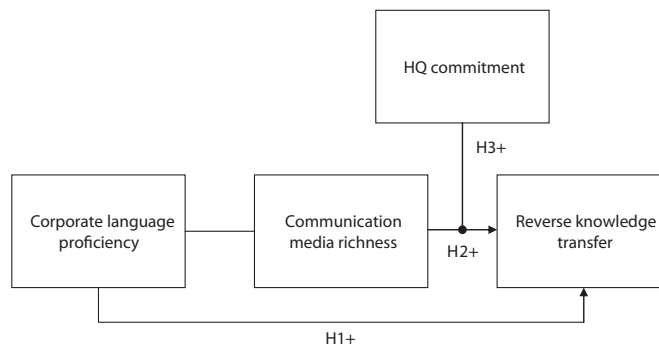 HQ commitment
H3+
Corporate language
proficiency
Communication
media richness
H2+
Reverse knowledge
transfer
H1+